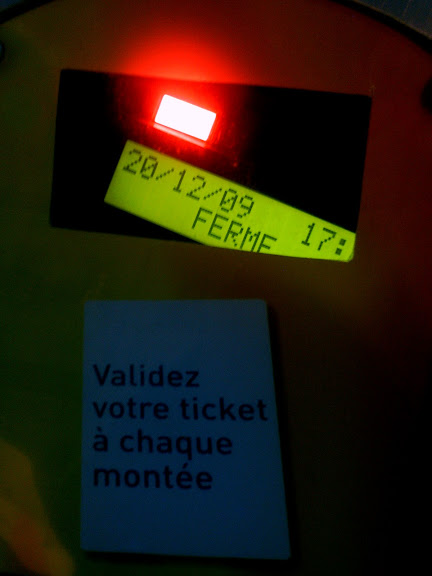 20/12/09 17:
FERME
Validez
votre ticket
à chaque
montée